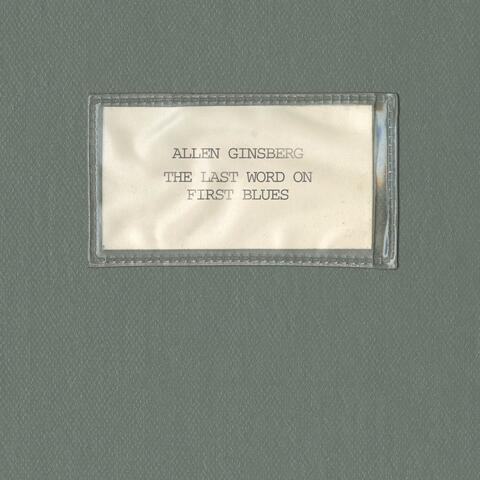 ALLEN GINSBERG
THE LAST WORD ON
FIRST BLUES